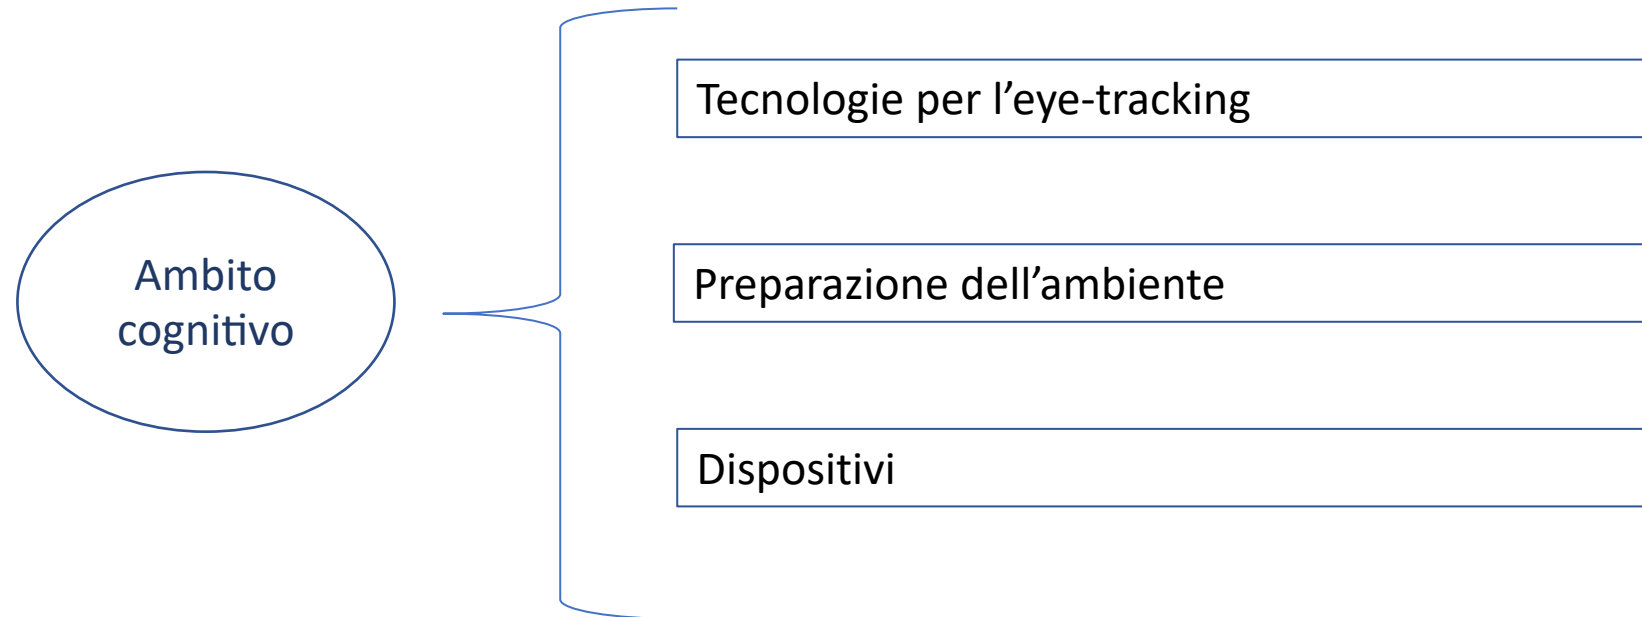 Ambito
cognitivo
Tecnologie per l’eye-tracking
Preparazione dell’ambiente
Dispositivi